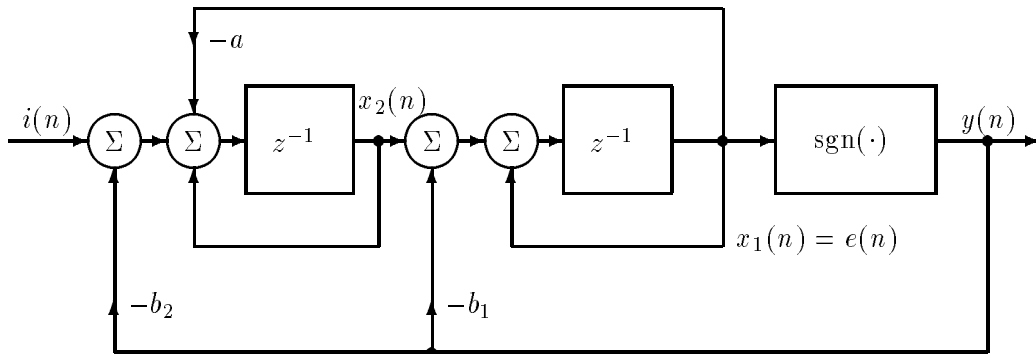 −a
i(n)
Σ
Σ
z⁻¹
x₂(n)
Σ
Σ
z⁻¹
sgn(·)
y(n)
x₁(n) = e(n)
−b₂
−b₁